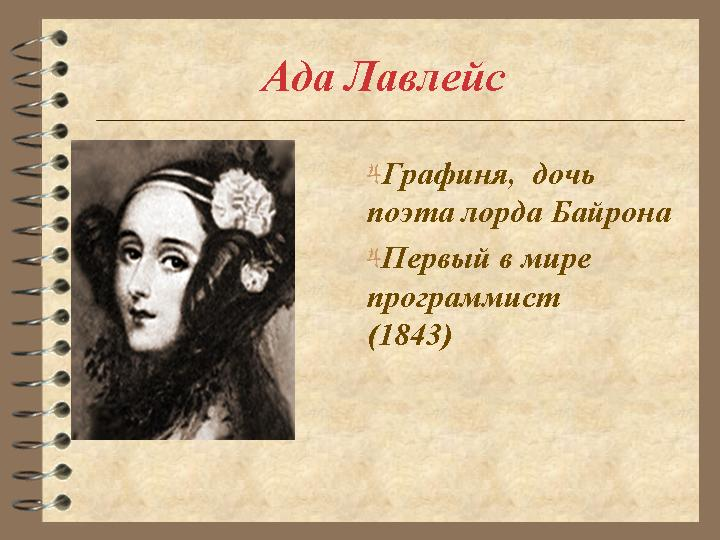 Ада Лавлейс
Графиня, дочь
поэта лорда Байрона
Первый в мире
программист
(1843)